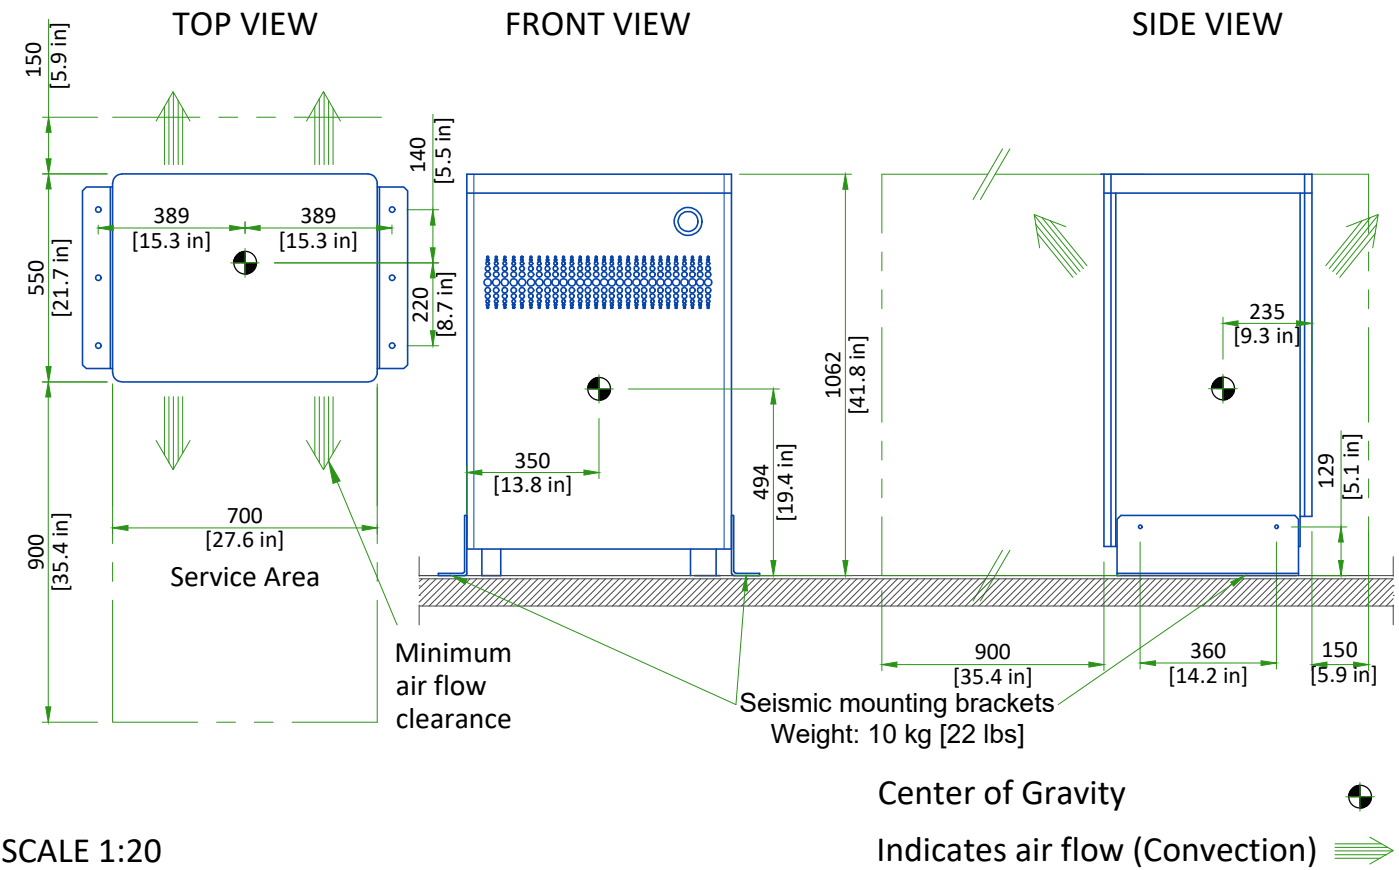 TOP VIEW
FRONT VIEW
SIDE VIEW
150
[5.9 in]
140
[5.5 in]
389
[15.3 in]
389
[15.3 in]
550
[21.7 in]
220
[8.7 in]
235
[9.3 in]
1062
[41.8 in]
350
[13.8 in]
494
[19.4 in]
129
[5.1 in]
700
[27.6 in]
900
[35.4 in]
Service Area
Minimum
air flow
clearance
900
[35.4 in]
360
[14.2 in]
150
[5.9 in]
Seismic mounting brackets
Weight: 10 kg [22 lbs]
Center of Gravity
SCALE 1:20
Indicates air flow (Convection)